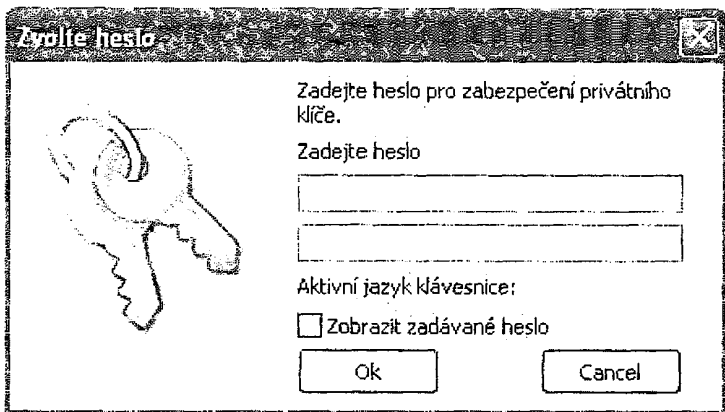 Zvolte heslo
Zadejte heslo pro zabezpečení privátního
klíče.
Zadejte heslo
Aktivní jazyk klávesnice:
Zobrazit zadávané heslo
Ok
Cancel